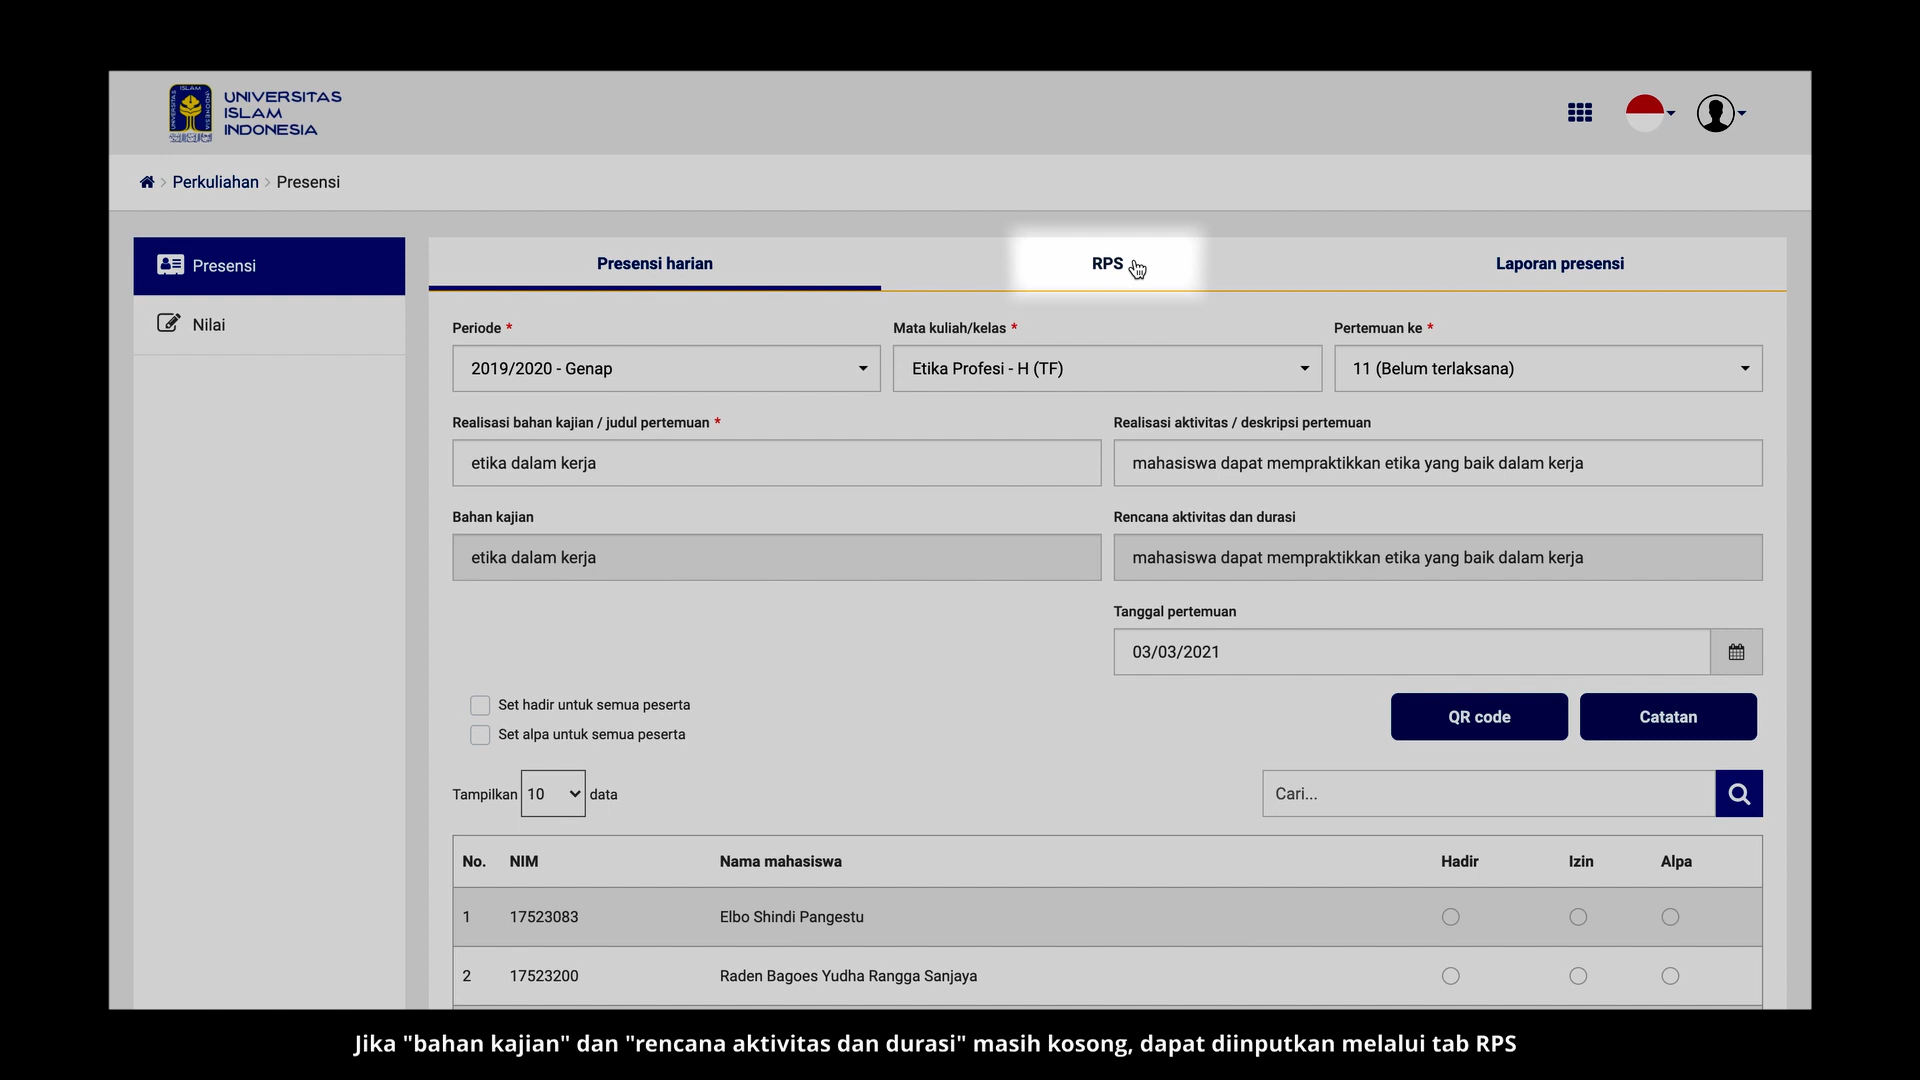 UNIVERSITAS
ISLAM
INDONESIA
Perkuliahan > Presensi
Presensi
Nilai
Presensi harian
RPS
Laporan presensi
Periode *
Mata kuliah/kelas *
Pertemuan ke *
2019/2020 - Genap
Etika Profesi - H (TF)
11 (Belum terlaksana)
Realisasi bahan kajian / judul pertemuan *
Realisasi aktivitas / deskripsi pertemuan
etika dalam kerja
mahasiswa dapat mempraktikkan etika yang baik dalam kerja
Bahan kajian
Rencana aktivitas dan durasi
etika dalam kerja
mahasiswa dapat mempraktikkan etika yang baik dalam kerja
Tanggal pertemuan
03/03/2021
Set hadir untuk semua peserta
Set alpa untuk semua peserta
QR code
Catatan
Tampilkan 10 data
Cari...
No. NIM Nama mahasiswa Hadir Izin Alpa
1 17523083 Elbo Shindi Pangestu
2 17523200 Raden Bagoes Yudha Rangga Sanjaya
Jika "bahan kajian" dan "rencana aktivitas dan durasi" masih kosong, dapat diinputkan melalui tab RPS